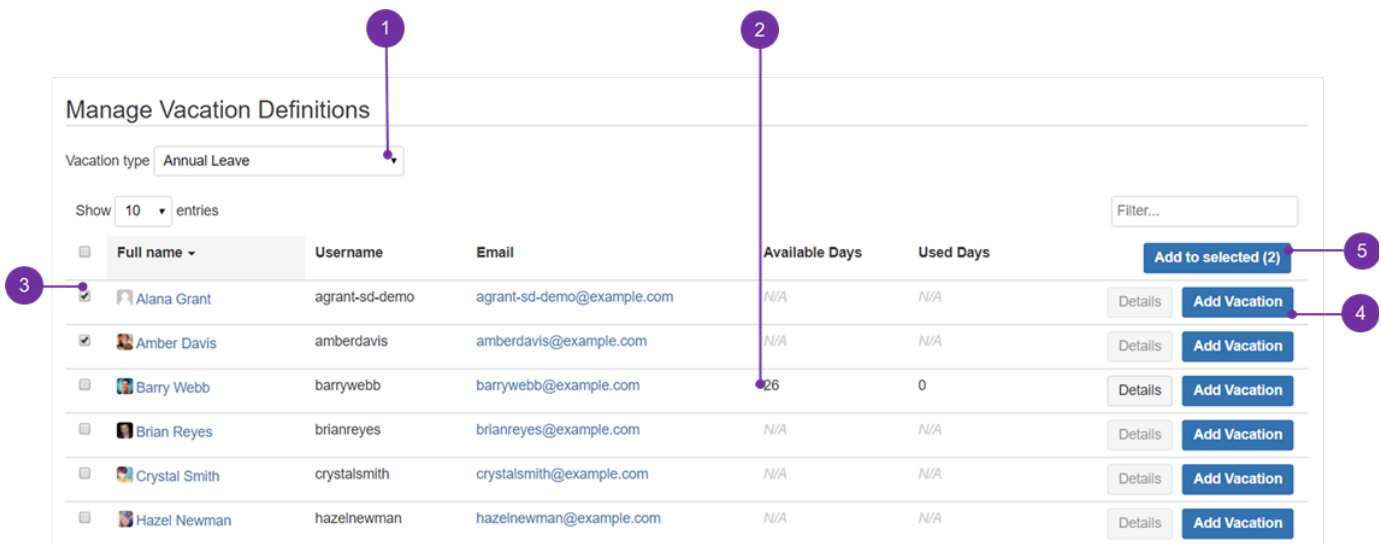 1 2
Manage Vacation Definitions
Vacation type Annual Leave
Show 10 entries Filter...
Full name Username Email Available Days Used Days Add to selected (2) 5
3 Alana Grant agrant-sd-demo agrant-sd-demo@example.com N/A N/A Details Add Vacation 4
Amber Davis amberdavis amberdavis@example.com N/A N/A Details Add Vacation
Barry Webb barrywebb barrywebb@example.com 26 0 Details Add Vacation
Brian Reyes brianreyes brianreyes@example.com N/A N/A Details Add Vacation
Crystal Smith crystalsmith crystalsmith@example.com N/A N/A Details Add Vacation
Hazel Newman hazelnewman hazelnewman@example.com N/A N/A Details Add Vacation